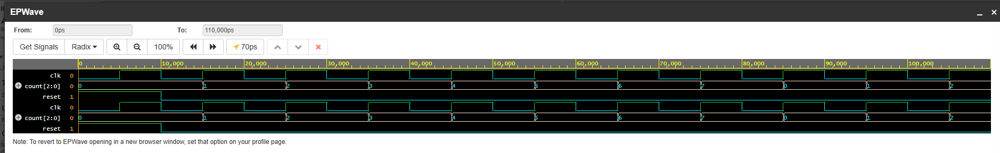 EPWave
From: 0ps To: 110,000ps
Get Signals Radix 100% 70ps
0 10,000 20,000 30,000 40,000 50,000 60,000 70,000 80,000 90,000 100,000
clk 0
count[2:0] 0 0 1 2 3 4 5 6 7 0 1 2
reset 1
clk 0
count[2:0] 0 0 1 2 3 4 5 6 7 0 1 2
reset 1
Note: To revert to EPWave opening in a new browser window, set that option on your profile page.